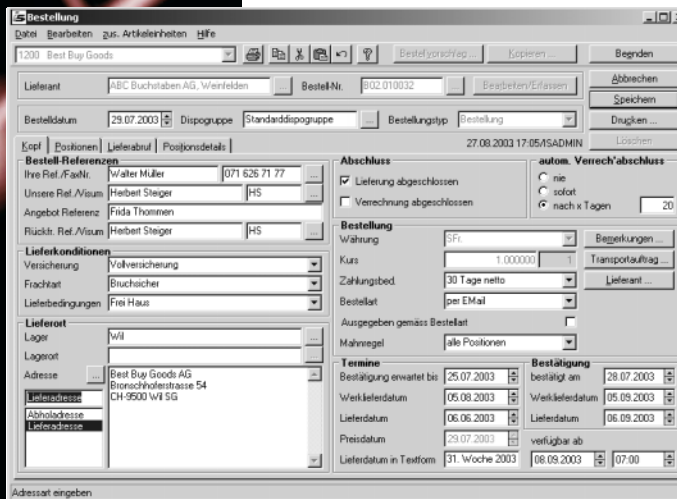 Bestellung
Datei Bearbeiten zus. Artikeleinheiten Hilfe
1200 Best Buy Goods Bestellvorschlag ... Kopieren ... Beenden
Lieferant ABC Buchstaben AG, Weinfelden ... Bestell-Nr. B02.010032 ... Bearbeiten/Erfassen Abbrechen
Speichern
Bestelldatum 29.07.2003 Dispogruppe Standarddispogruppe ... Bestellungstyp Bestellung Drucken ...
Kopf Positionen Lieferabruf Positionsdetails 27.08.2003 17:05/ISADMIN Löschen
Bestell-Referenzen
Ihre Ref./FaxNr. Walter Müller 071 626 71 77 ...
Unsere Ref./Visum Herbert Steiger HS ...
Angebot Referenz Frida Thommen
Rückfr. Ref./Visum Herbert Steiger HS ...
Lieferkonditionen
Versicherung Vollversicherung
Frachtart Bruchsicher
Lieferbedingungen Frei Haus
Lieferort
Lager Wil ...
Lagerort ...
Adresse ... Best Buy Goods AG
Bronschhoferstrasse 54
CH-9500 Wil SG
Lieferadresse
Abholadresse
Lieferadresse
Abschluss
Lieferung abgeschlossen
Verrechnung abgeschlossen
autom. Verrech'abschluss
nie
sofort
nach x Tagen 20
Bestellung
Währung SFr. Bemerkungen ...
Kurs 1.000000 1 Transportauftrag ...
Zahlungsbed. 30 Tage netto Lieferant ...
Bestellart per EMail
Ausgegeben gemäss Bestellart
Mahnregel alle Positionen
Termine
Bestätigung erwartet bis 25.07.2003
Werklieferdatum 05.08.2003
Lieferdatum 06.06.2003
Preisdatum 29.07.2003
Lieferdatum in Textform 31. Woche 2003
Bestätigung
bestätigt am 28.07.2003
Werklieferdatum 05.09.2003
Lieferdatum 06.09.2003
verfügbar ab
08.09.2003 07:00
Adressart eingeben